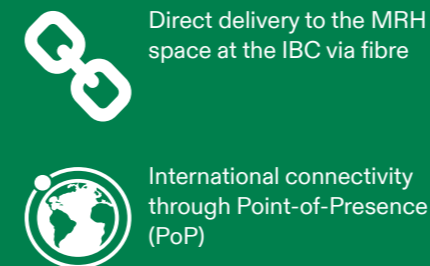 Direct delivery to the MRH
space at the IBC via fibre
International connectivity
through Point-of-Presence
(PoP)